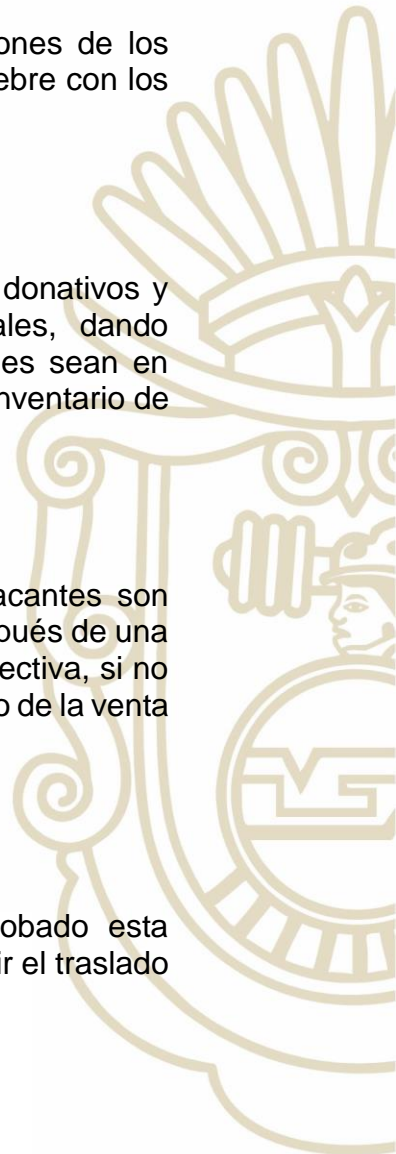 ones de los
ebre con los
donativos y
ales, dando
es sean en
nventario de
acantes son
pués de una
ectiva, si no
o de la venta
obado esta
ir el traslado